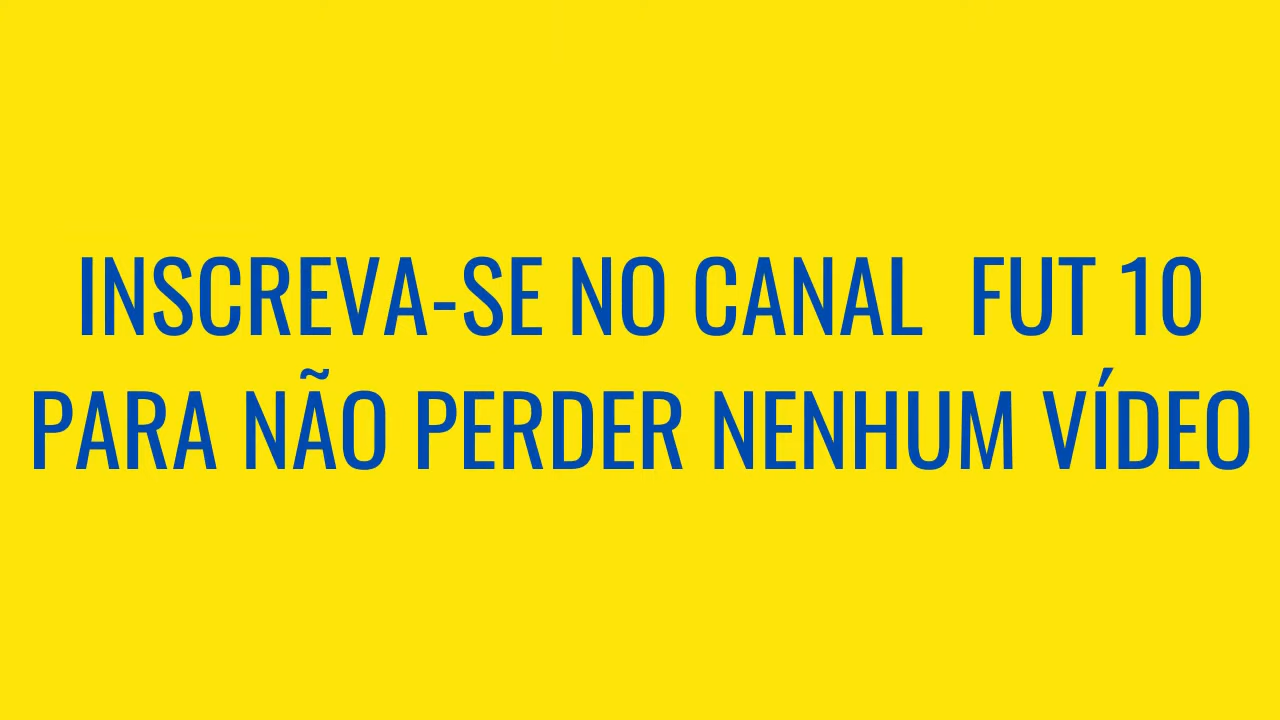 INSCREVA-SE NO CANAL  FUT 10
PARA NÃO PERDER NENHUM VÍDEO